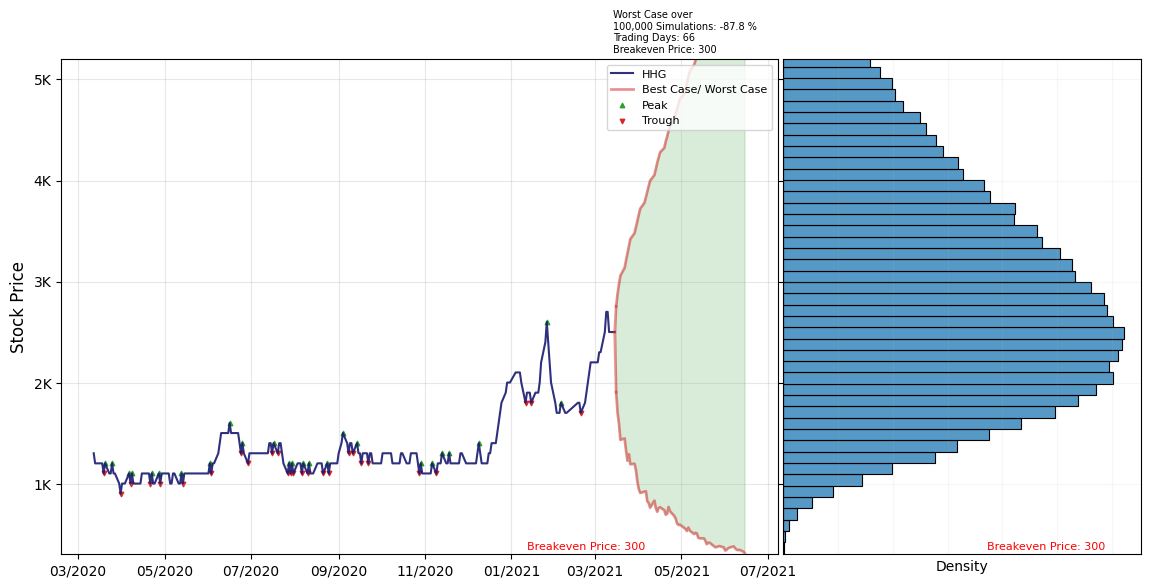 Worst Case over
100,000 Simulations: -87.8 %
Trading Days: 66
Breakeven Price: 300
HHG
Best Case/ Worst Case
Peak
Trough
5K
4K
3K
2K
1K
Stock Price
Breakeven Price: 300
Breakeven Price: 300
03/2020 05/2020 07/2020 09/2020 11/2020 01/2021 03/2021 05/2021 07/2021
Density